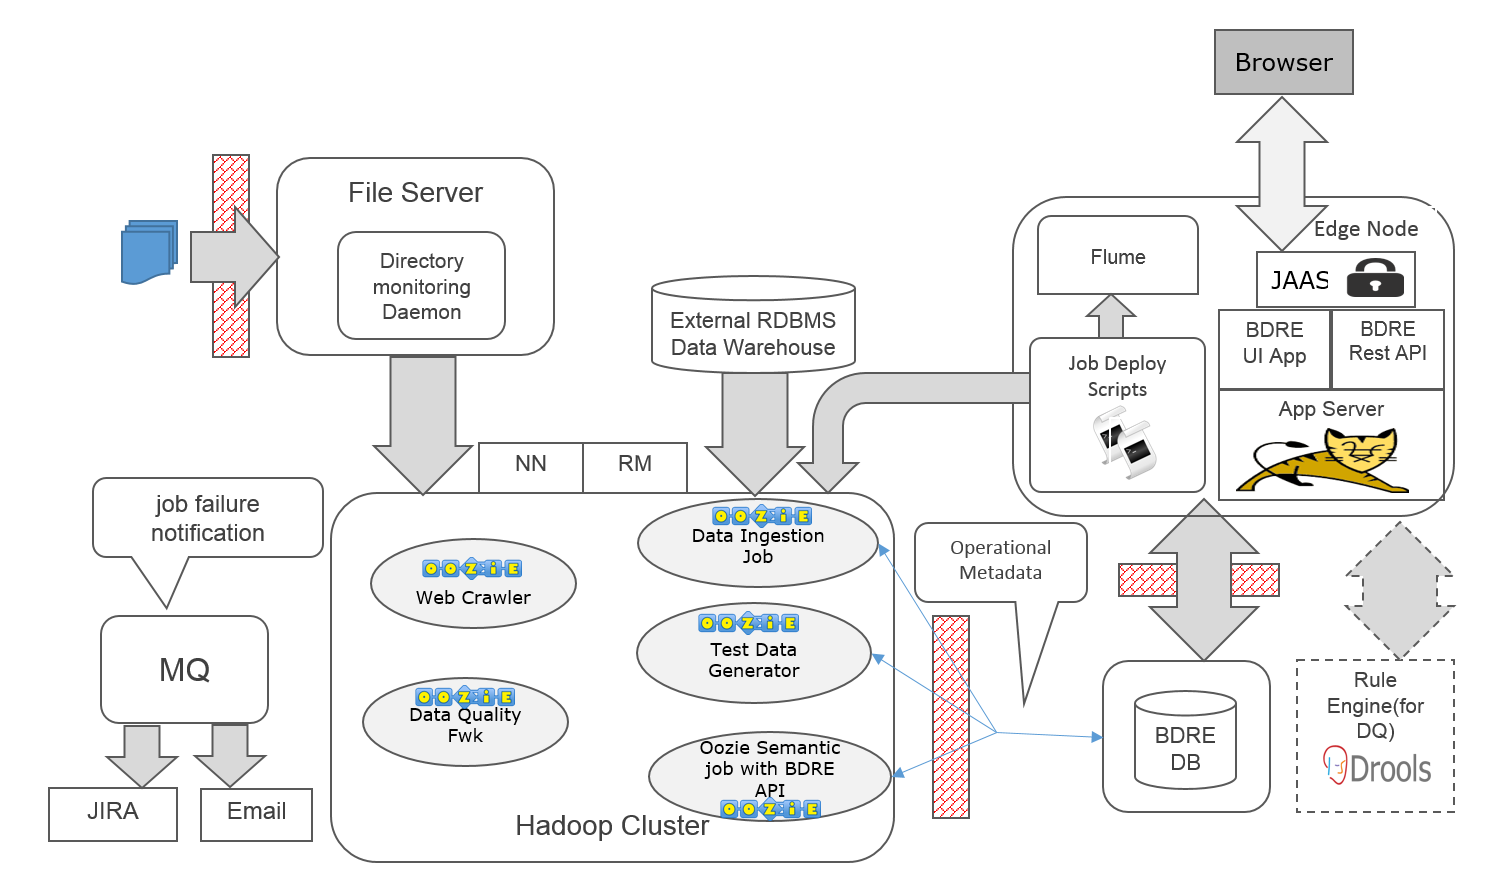 Browser
File Server
Directory
monitoring
Daemon
External RDBMS
Data Warehouse
Edge Node
Flume
JAAS
BDRE
UI App
BDRE
Rest API
Job Deploy
Scripts
App Server
NN
RM
job failure
notification
MQ
JIRA
Email
OOZiE
Web Crawler
OOZiE
Data Quality
Fwk
OOZiE
Data Ingestion
Job
OOZiE
Test Data
Generator
Oozie Semantic
job with BDRE
API
OOZiE
Hadoop Cluster
Operational
Metadata
BDRE
DB
Rule
Engine(for
DQ)
Drools